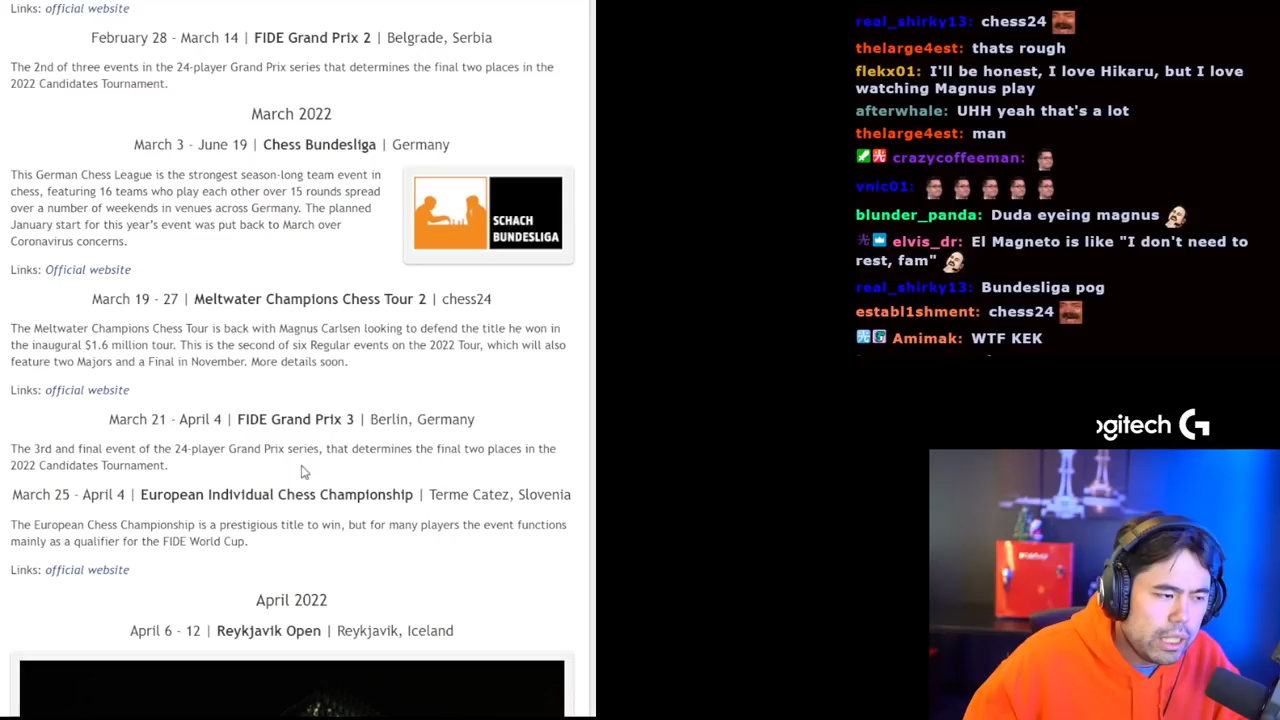 Links: official website
February 28 - March 14 | FIDE Grand Prix 2 | Belgrade, Serbia
The 2nd of three events in the 24-player Grand Prix series that determines the final two places in the
2022 Candidates Tournament.
March 2022
March 3 - June 19 | Chess Bundesliga | Germany
This German Chess League is the strongest season-long team event in
chess, featuring 16 teams who play each other over 15 rounds spread
over a number of weekends in venues across Germany. The planned
January start for this year’s event was put back to March over
Coronavirus concerns.
SCHACH
BUNDESLIGA
Links: Official website
March 19 - 27 | Meltwater Champions Chess Tour 2 | chess24
The Meltwater Champions Chess Tour is back with Magnus Carlsen looking to defend the title he won in
the inaugural $1.6 million tour. This is the second of six Regular events on the 2022 Tour, which will also
feature two Majors and a Final in November. More details soon.
Links: official website
March 21 - April 4 | FIDE Grand Prix 3 | Berlin, Germany
The 3rd and final event of the 24-player Grand Prix series, that determines the final two places in the
2022 Candidates Tournament.
March 25 - April 4 | European Individual Chess Championship | Terme Catez, Slovenia
The European Chess Championship is a prestigious title to win, but for many players the event functions
mainly as a qualifier for the FIDE World Cup.
Links: official website
April 2022
April 6 - 12 | Reykjavik Open | Reykjavik, Iceland
real_shirky13: chess24
thelarge4est: thats rough
flekx01: I'll be honest, I love Hikaru, but I love
watching Magnus play
afterwhale: UHH yeah that's a lot
thelarge4est: man
crazycoffeeman:
vnic01:
blunder_panda: Duda eyeing magnus
elvis_dr: El Magneto is like "I don't need to
rest, fam"
real_shirky13: Bundesliga pog
establ1shment: chess24
Amimak: WTF KEK
ogitech G